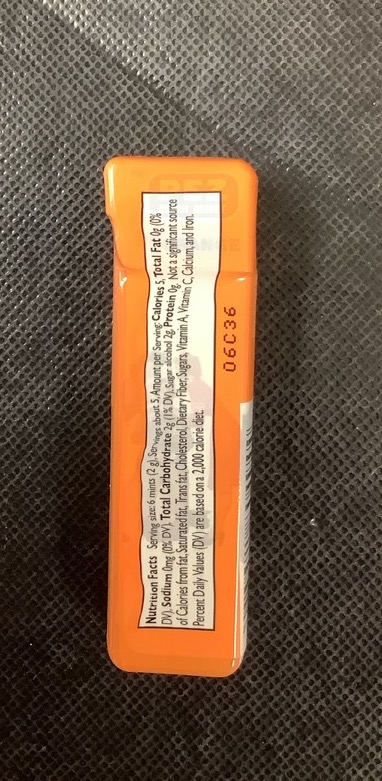 Nutrition Facts Serving size: 6 mints (2 g), Servings about 5, Amount per Serving: Calories 5, Total Fat 0g (0%
DV), Sodium 0mg (0% DV), Total Carbohydrate 2g (1% DV), Sugar alcohol 2g, Protein 0g. Not a significant source
of Calories from fat, Saturated fat, Trans fat, Cholesterol, Dietary Fiber, Sugars, Vitamin A, Vitamin C, Calcium, and Iron.
Percent Daily Values (DV) are based on a 2,000 calorie diet.
06C36